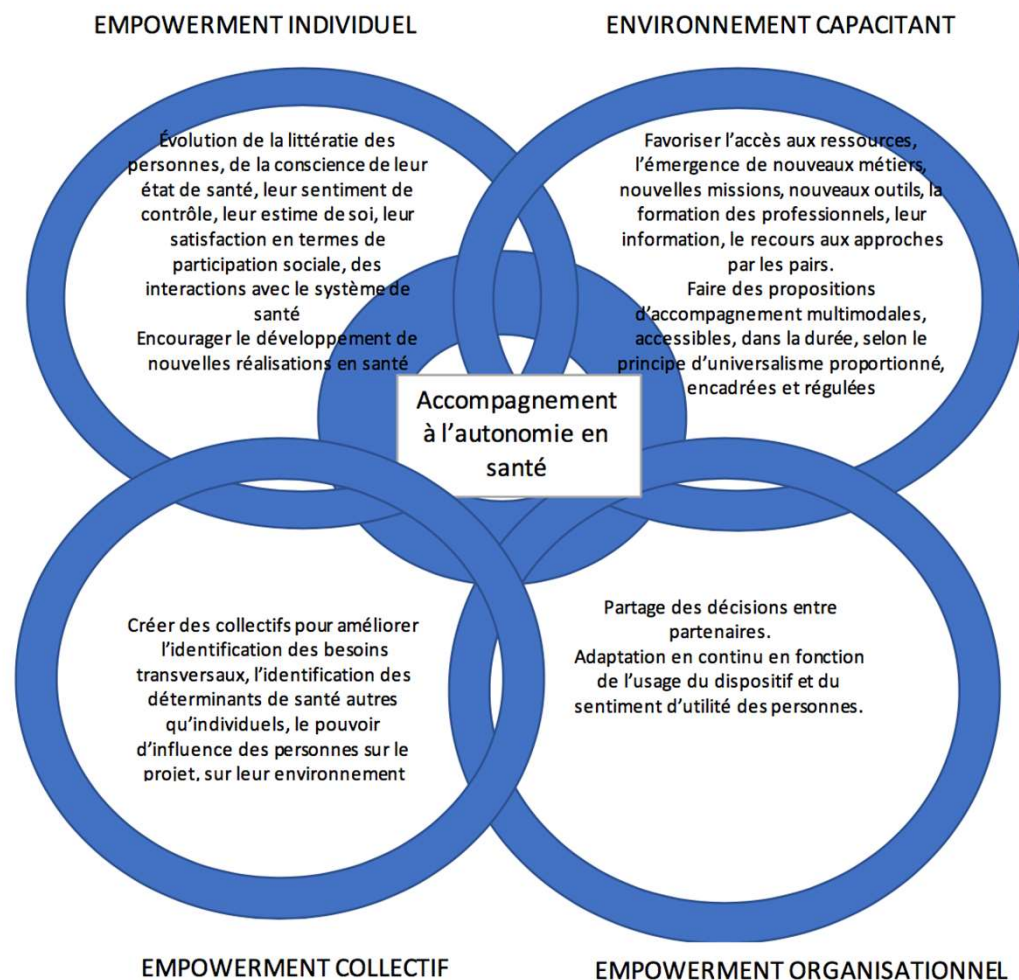 EMPOWERMENT INDIVIDUEL
ENVIRONNEMENT CAPACITANT
Évolution de la littératie des
personnes, de la conscience de leur
état de santé, leur sentiment de
contrôle, leur estime de soi, leur
satisfaction en termes de
participation sociale, des
interactions avec le système de
santé
Encourager le développement de
nouvelles réalisations en santé
Favoriser l’accès aux ressources,
l’émergence de nouveaux métiers,
nouvelles missions, nouveaux outils, la
formation des professionnels, leur
information, le recours aux approches
par les pairs.
Faire des propositions
d’accompagnement multimodales,
accessibles, dans la durée, selon le
principe d’universalisme proportionné,
encadrées et régulées
Accompagnement
à l’autonomie en
santé
Créer des collectifs pour améliorer
l’identification des besoins
transversaux, l’identification des
déterminants de santé autres
qu’individuels, le pouvoir
d’influence des personnes sur le
projet, sur leur environnement
Partage des décisions entre
partenaires.
Adaptation en continu en fonction
de l’usage du dispositif et du
sentiment d’utilité des personnes.
EMPOWERMENT COLLECTIF
EMPOWERMENT ORGANISATIONNEL